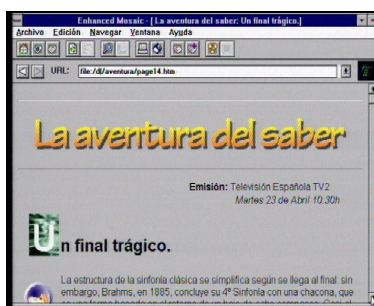 Enhanced Mosaic - [ La aventura del saber: Un final trágico.]
Archivo Edición Navegar Ventana Ayuda
URL: file:/d|/aventura/page14.htm
La aventura del saber
Emisión: Televisión Española TV2
Martes 23 de Abril 10:30h
Un final trágico.
La estructura de la sinfonía clásica se simplifica según se llega al final: sin
embargo, Brahms, en 1885, concluye su 4ª Sinfonía con una chacona, que